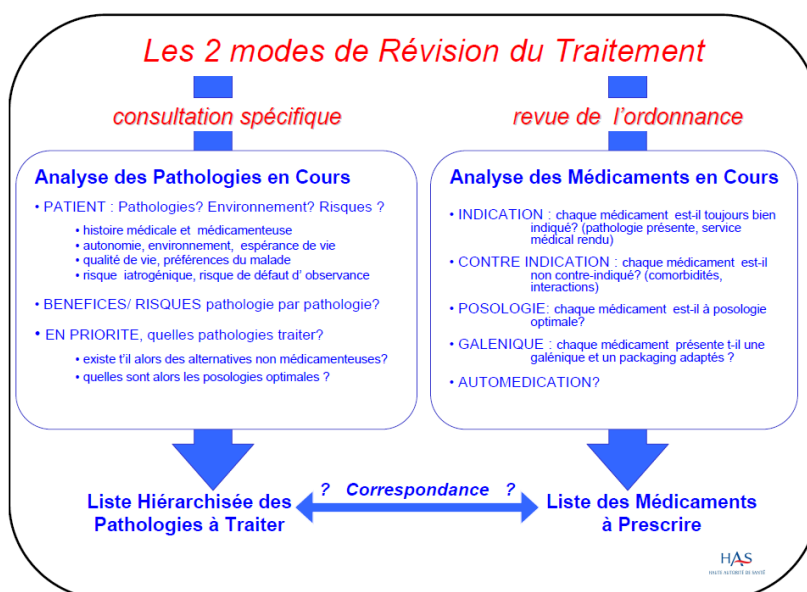 Les 2 modes de Révision du Traitement
consultation spécifique
revue de l'ordonnance
Analyse des Pathologies en Cours
• PATIENT : Pathologies? Environnement? Risques ?
• histoire médicale et médicamenteuse
• autonomie, environnement, espérance de vie
• qualité de vie, préférences du malade
• risque iatrogénique, risque de défaut d' observance
• BENEFICES/ RISQUES pathologie par pathologie?
• EN PRIORITE, quelles pathologies traiter?
• existe t'il alors des alternatives non médicamenteuses?
• quelles sont alors les posologies optimales ?
Analyse des Médicaments en Cours
• INDICATION : chaque médicament est-il toujours bien
indiqué? (pathologie présente, service
médical rendu)
• CONTRE INDICATION : chaque médicament est-il
non contre-indiqué? (comorbidités,
interactions)
• POSOLOGIE: chaque médicament est-il à posologie
optimale?
• GALENIQUE : chaque médicament présente t-il une
galénique et un packaging adaptés ?
• AUTOMEDICATION?
Liste Hiérarchisée des
Pathologies à Traiter
? Correspondance ?
Liste des Médicaments
à Prescrire
HAS
HAUTE AUTORITÉ DE SANTÉ